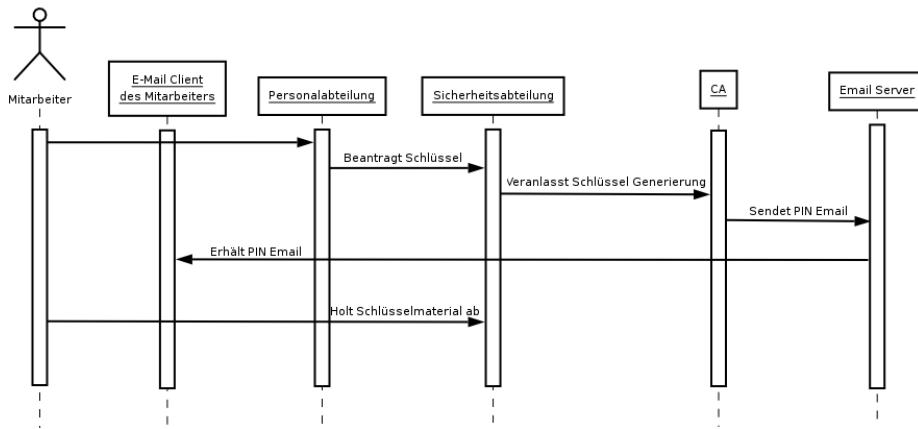 Mitarbeiter
E-Mail Client
des Mitarbeiters
Personalabteilung
Sicherheitsabteilung
CA
Email Server
Beantragt Schlüssel
Veranlasst Schlüssel Generierung
Sendet PIN Email
Erhält PIN Email
Holt Schlüsselmaterial ab